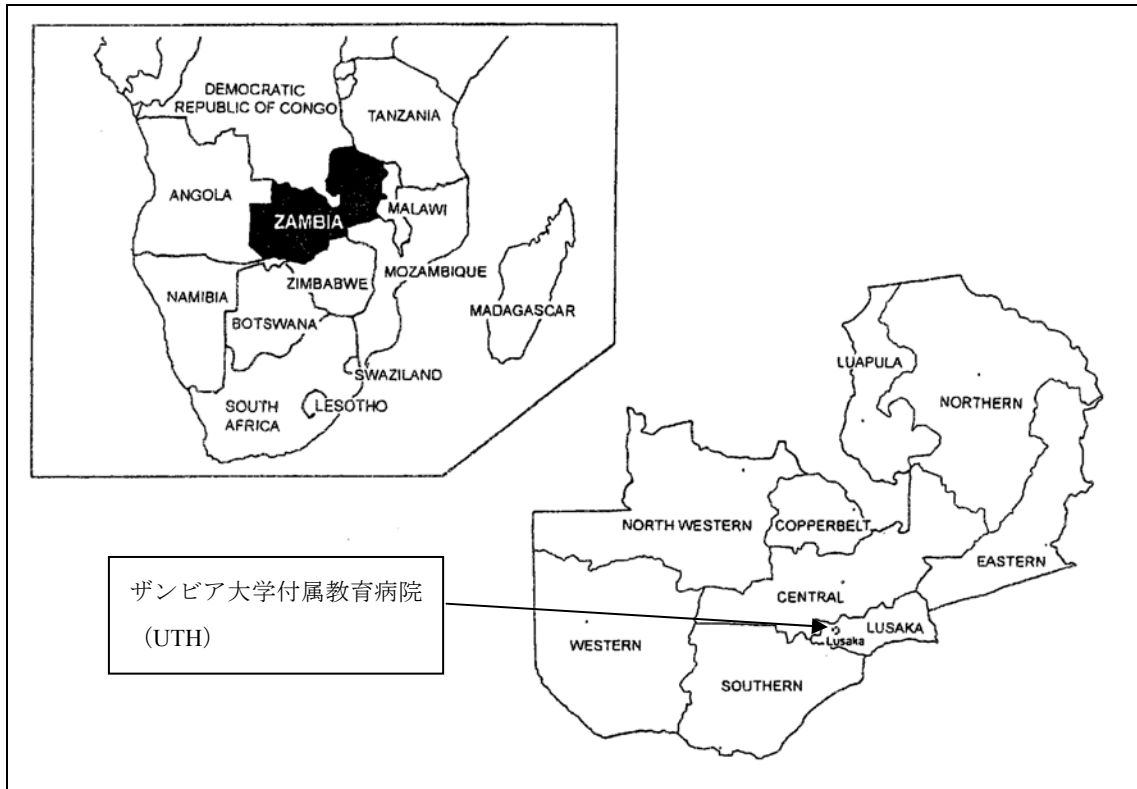 DEMOCRATIC
REPUBLIC OF CONGO
TANZANIA
ANGOLA
MALAWI
ZAMBIA
MOZAMBIQUE
ZIMBABWE
NAMIBIA
MADAGASCAR
BOTSWANA
SWAZILAND
SOUTH
AFRICA
LESOTHO
LUAPULA
NORTHERN
NORTH WESTERN
COPPERBELT
EASTERN
ザンビア大学付属教育病院
（UTH）
CENTRAL
LUSAKA
Lusaka
WESTERN
SOUTHERN